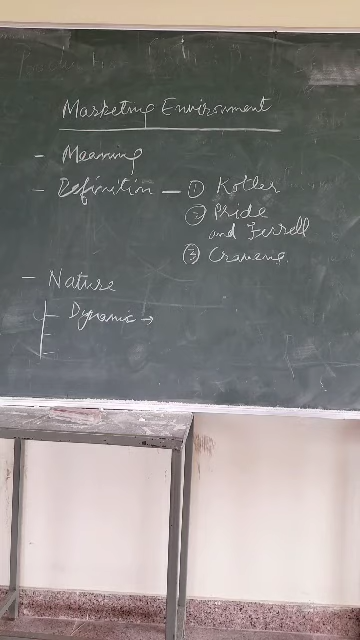 Marketing Environment
- Meaning
- Definition - ① Kotler
② Pride
and Ferrell
③ Cravens
- Nature
- Dynamic →